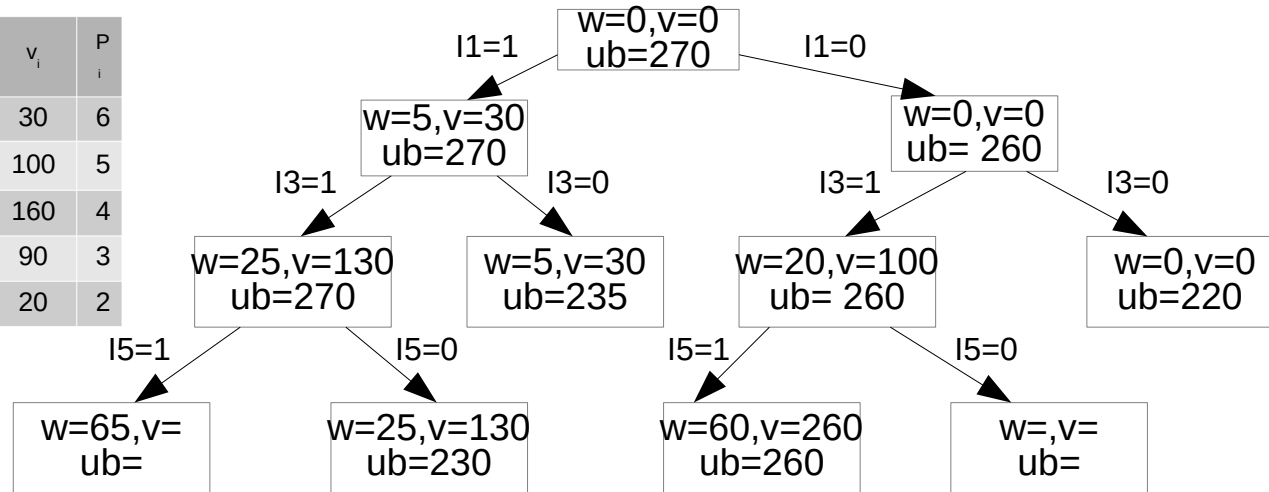 v i P i
30 6
100 5
160 4
90 3
20 2
w=0,v=0
ub=270
I1=1 I1=0
w=5,v=30
ub=270
w=0,v=0
ub= 260
I3=1 I3=0 I3=1 I3=0
w=25,v=130
ub=270
w=5,v=30
ub=235
w=20,v=100
ub= 260
w=0,v=0
ub=220
I5=1 I5=0 I5=1 I5=0
w=65,v=
ub=
w=25,v=130
ub=230
w=60,v=260
ub=260
w=,v=
ub=